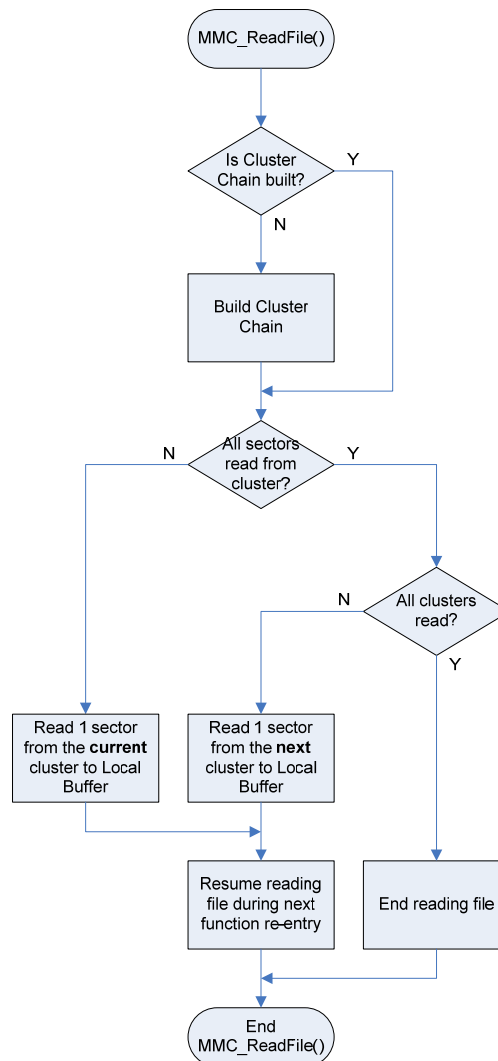 MMC_ReadFile()
Is Cluster
Chain built?
Y
N
Build Cluster
Chain
All sectors
read from
cluster?
N
Y
All clusters
read?
N
Y
Read 1 sector
from the current
cluster to Local
Buffer
Read 1 sector
from the next
cluster to Local
Buffer
Resume reading
file during next
function re-entry
End reading file
End
MMC_ReadFile()